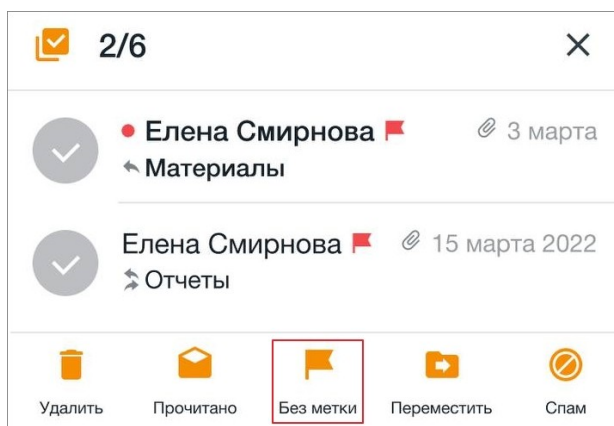 2/6
Елена Смирнова 3 марта
Материалы
Елена Смирнова 15 марта 2022
Отчеты
Удалить Прочитано Без метки Переместить Спам